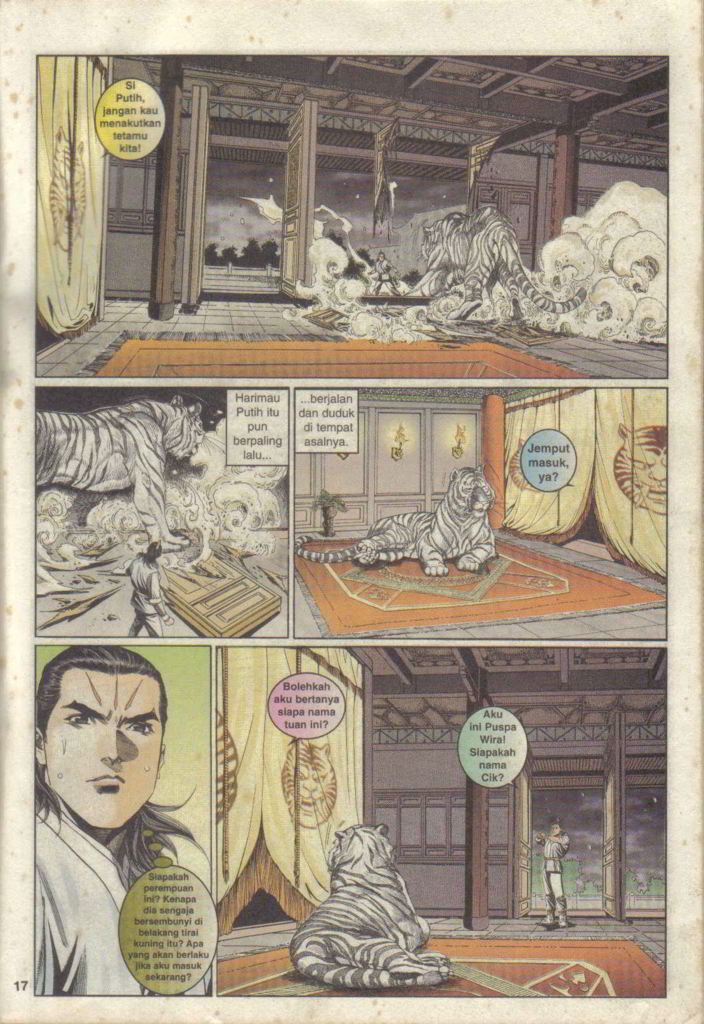 Si
Putih,
jangan kau
menakutkan
tetamu
kita!
Harimau
Putih itu
pun
berpaling
lalu...
...berjalan
dan duduk
di tempat
asalnya.
Jemput
masuk,
ya?
Siapakah
perempuan
ini? Kenapa
dia sengaja
bersembunyi di
belakang tirai
kuning itu? Apa
yang akan berlaku
jika aku masuk
sekarang?
Bolehkah
aku bertanya
siapa nama
tuan ini?
Aku
ini Puspa
Wira!
Siapakah
nama
Cik?
17